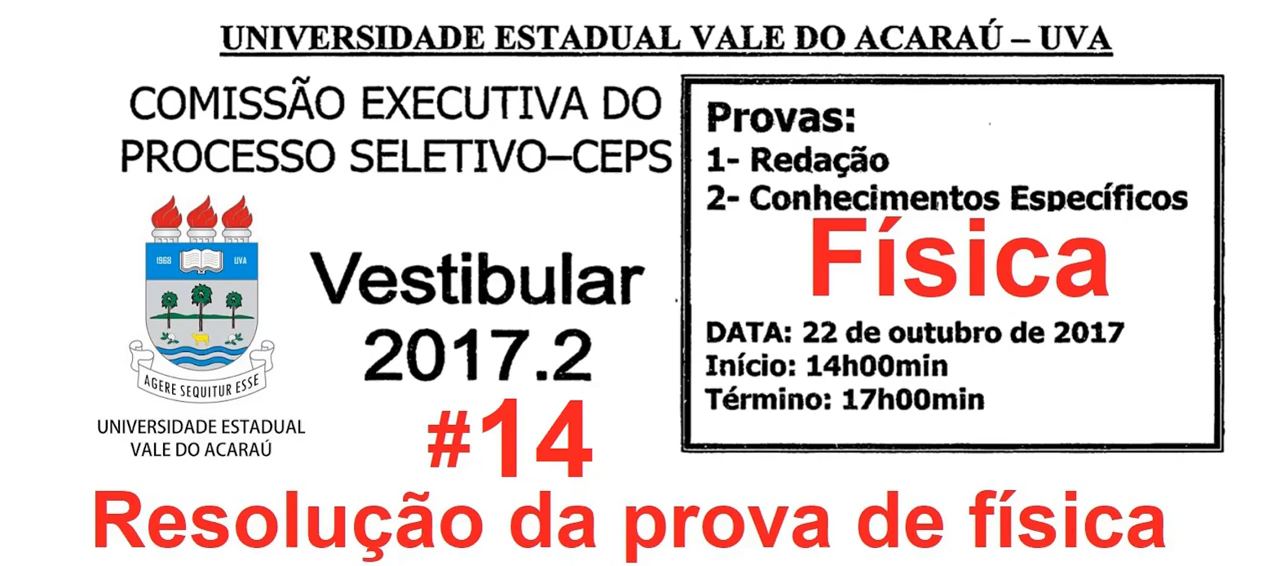 UNIVERSIDADE ESTADUAL VALE DO ACARAÚ – UVA
COMISSÃO EXECUTIVA DO
PROCESSO SELETIVO–CEPS
1968 UVA
AGERE SEQUITUR ESSE
UNIVERSIDADE ESTADUAL
VALE DO ACARAÚ
Vestibular
2017.2
#14
Provas:
1- Redação
2- Conhecimentos Específicos
Física
DATA: 22 de outubro de 2017
Início: 14h00min
Término: 17h00min
Resolução da prova de física